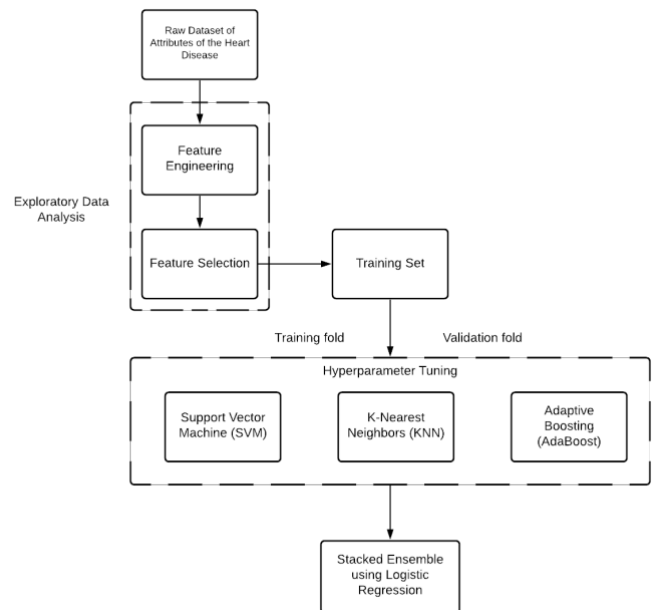 Raw Dataset of
Attributes of the Heart
Disease
Feature
Engineering
Exploratory Data
Analysis
Feature Selection
Training Set
Training fold
Validation fold
Hyperparameter Tuning
Support Vector
Machine (SVM)
K-Nearest
Neighbors (KNN)
Adaptive
Boosting
(AdaBoost)
Stacked Ensemble
using Logistic
Regression